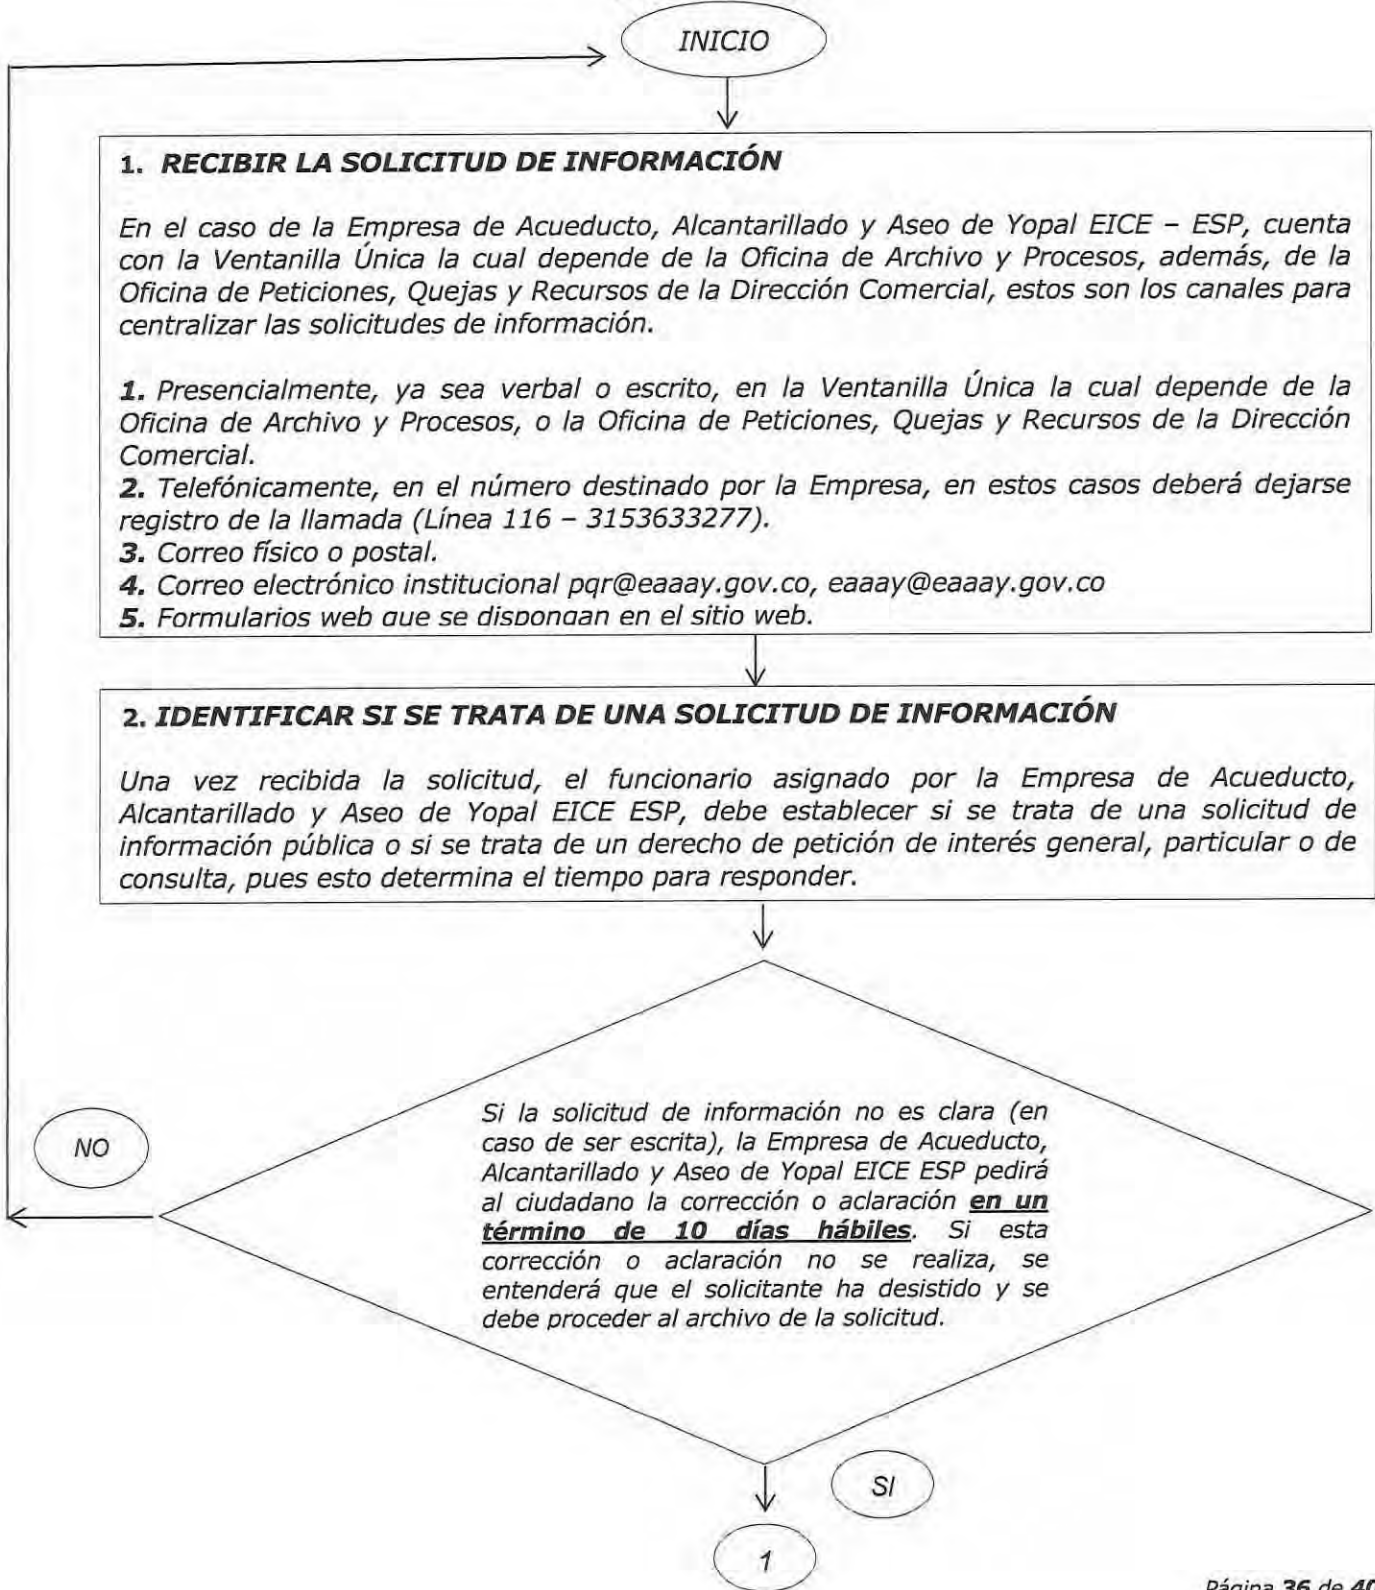 INICIO
1. RECIBIR LA SOLICITUD DE INFORMACIÓN
En el caso de la Empresa de Acueducto, Alcantarillado y Aseo de Yopal EICE – ESP, cuenta
con la Ventanilla Única la cual depende de la Oficina de Archivo y Procesos, además, de la
Oficina de Peticiones, Quejas y Recursos de la Dirección Comercial, estos son los canales para
centralizar las solicitudes de información.
1. Presencialmente, ya sea verbal o escrito, en la Ventanilla Única la cual depende de la
Oficina de Archivo y Procesos, o la Oficina de Peticiones, Quejas y Recursos de la Dirección
Comercial.
2. Telefónicamente, en el número destinado por la Empresa, en estos casos deberá dejarse
registro de la llamada (Línea 116 – 3153633277).
3. Correo físico o postal.
4. Correo electrónico institucional pqr@eaaay.gov.co, eaaay@eaaay.gov.co
5. Formularios web que se dispongan en el sitio web.
2. IDENTIFICAR SI SE TRATA DE UNA SOLICITUD DE INFORMACIÓN
Una vez recibida la solicitud, el funcionario asignado por la Empresa de Acueducto,
Alcantarillado y Aseo de Yopal EICE ESP, debe establecer si se trata de una solicitud de
información pública o si se trata de un derecho de petición de interés general, particular o de
consulta, pues esto determina el tiempo para responder.
Si la solicitud de información no es clara (en
caso de ser escrita), la Empresa de Acueducto,
Alcantarillado y Aseo de Yopal EICE ESP pedirá
al ciudadano la corrección o aclaración en un
término de 10 días hábiles. Si esta
corrección o aclaración no se realiza, se
entenderá que el solicitante ha desistido y se
debe proceder al archivo de la solicitud.
NO
SI
1
Página 36 de 40